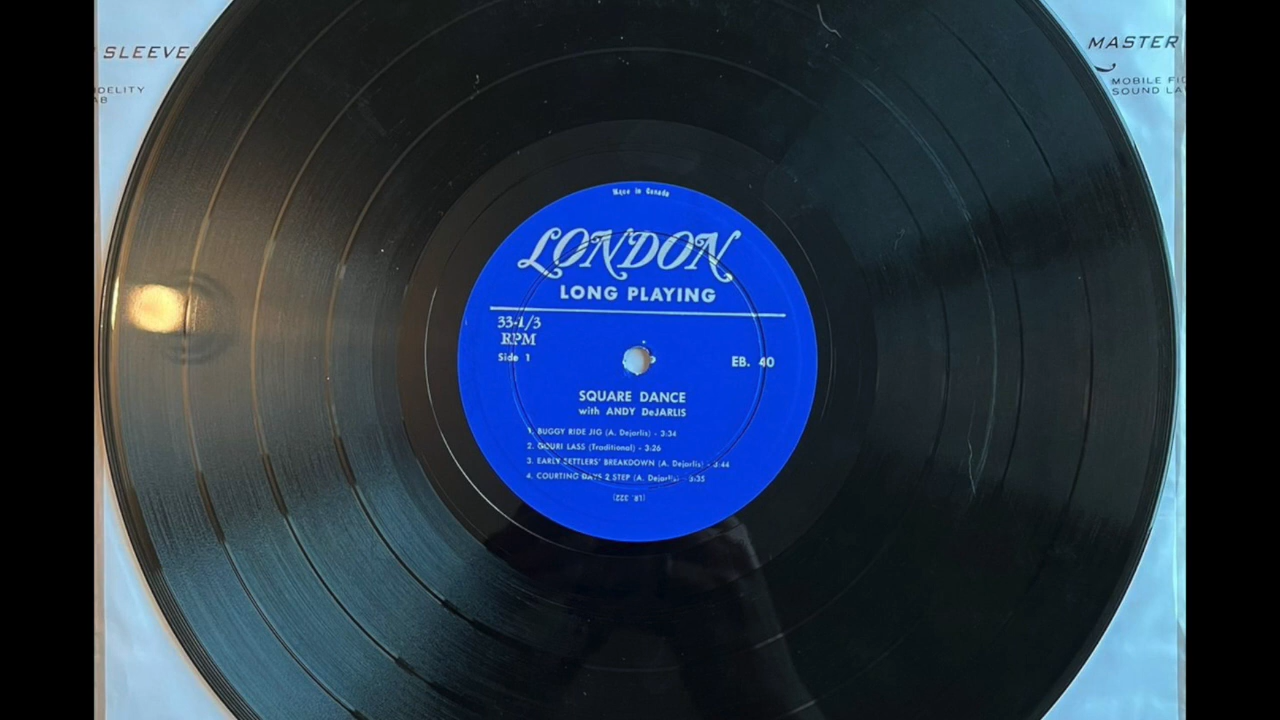 SLEEVE
MASTER
DELITY
AB
MOBILE FI
SOUND LA
Made in Canada
LONDON
LONG PLAYING
33-1/3
RPM
Side 1
EB. 40
SQUARE DANCE
with ANDY DeJARLIS
1. BUGGY RIDE JIG (A. Dejarlis) - 3:34
2. GOURI LASS (Traditional) - 3:26
3. EARLY SETTLERS' BREAKDOWN (A. Dejarlis) - 3:44
4. COURTING DAYS 2 STEP (A. Dejarlis) - 3:35
(LR. 322)